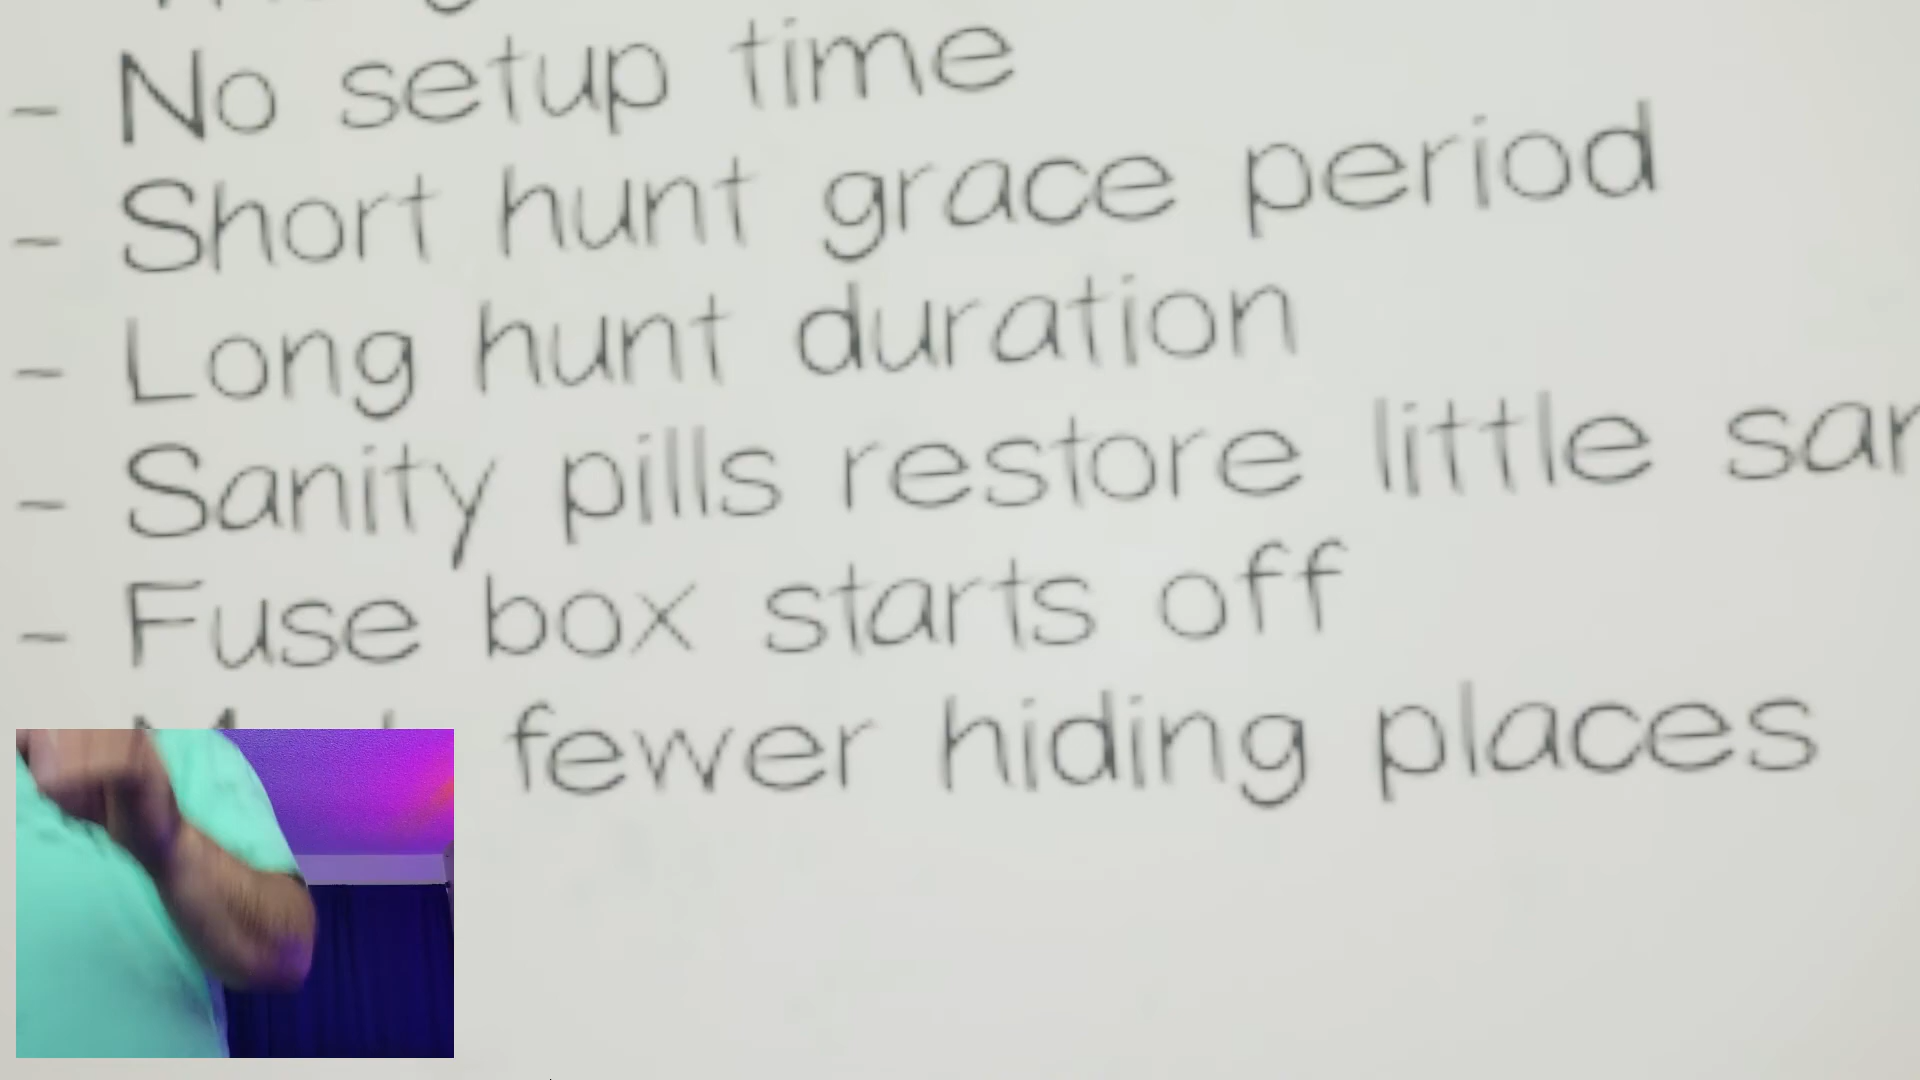 - No setup time
- Short hunt grace period
- Long hunt duration
- Sanity pills restore little
- Fuse box starts off
fewer hiding places